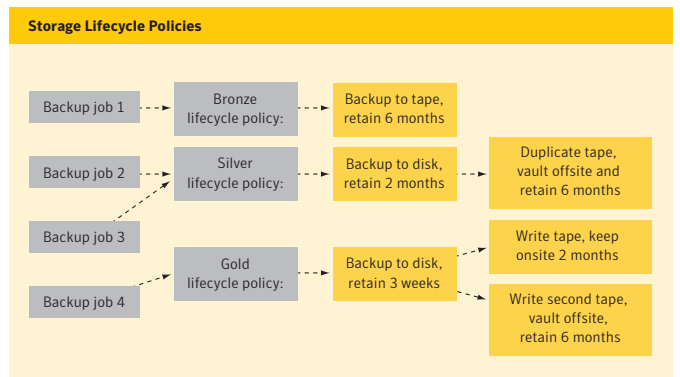 Storage Lifecycle Policies
Backup job 1
Bronze
lifecycle policy:
Backup to tape,
retain 6 months
Backup job 2
Silver
lifecycle policy:
Backup to disk,
retain 2 months
Duplicate tape,
vault offsite and
retain 6 months
Backup job 3
Backup job 4
Gold
lifecycle policy:
Backup to disk,
retain 3 weeks
Write tape, keep
onsite 2 months
Write second tape,
vault offsite,
retain 6 months